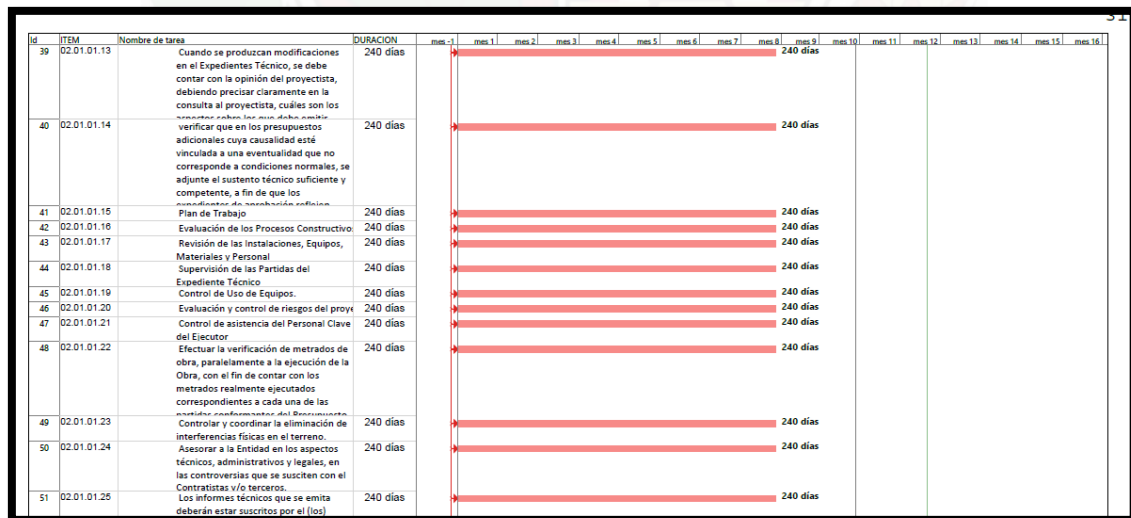 31
Id ITEM Nombre de tarea DURACION mes -1 mes 1 mes 2 mes 3 mes 4 mes 5 mes 6 mes 7 mes 8 mes 9 mes 10 mes 11 mes 12 mes 13 mes 14 mes 15 mes 16
39 02.01.01.13 Cuando se produzcan modificaciones 240 días 240 días
en el Expedientes Técnico, se debe
contar con la opinión del proyectista,
debiendo precisar claramente en la
consulta al proyectista, cuáles son los
aspectos sobre los que debe emitir
40 02.01.01.14 verificar que en los presupuestos 240 días 240 días
adicionales cuya causalidad esté
vinculada a una eventualidad que no
corresponde a condiciones normales, se
adjunte el sustento técnico suficiente y
competente, a fin de que los
expedientes de aprobación reflejen
41 02.01.01.15 Plan de Trabajo 240 días 240 días
42 02.01.01.16 Evaluación de los Procesos Constructivo 240 días 240 días
43 02.01.01.17 Revisión de las Instalaciones, Equipos, 240 días 240 días
Materiales y Personal
44 02.01.01.18 Supervisión de las Partidas del 240 días 240 días
Expediente Técnico
45 02.01.01.19 Control de Uso de Equipos. 240 días 240 días
46 02.01.01.20 Evaluación y control de riesgos del proye 240 días 240 días
47 02.01.01.21 Control de asistencia del Personal Clave 240 días 240 días
del Ejecutor
48 02.01.01.22 Efectuar la verificación de metrados de 240 días 240 días
obra, paralelamente a la ejecución de la
Obra, con el fin de contar con los
metrados realmente ejecutados
correspondientes a cada una de las
partidas conformantes del Presupuesto
49 02.01.01.23 Controlar y coordinar la eliminación de 240 días 240 días
interferencias físicas en el terreno.
50 02.01.01.24 Asesorar a la Entidad en los aspectos 240 días 240 días
técnicos, administrativos y legales, en
las controversias que se susciten con el
Contratistas y/o terceros.
51 02.01.01.25 Los informes técnicos que se emita 240 días 240 días
deberán estar suscritos por el (los)